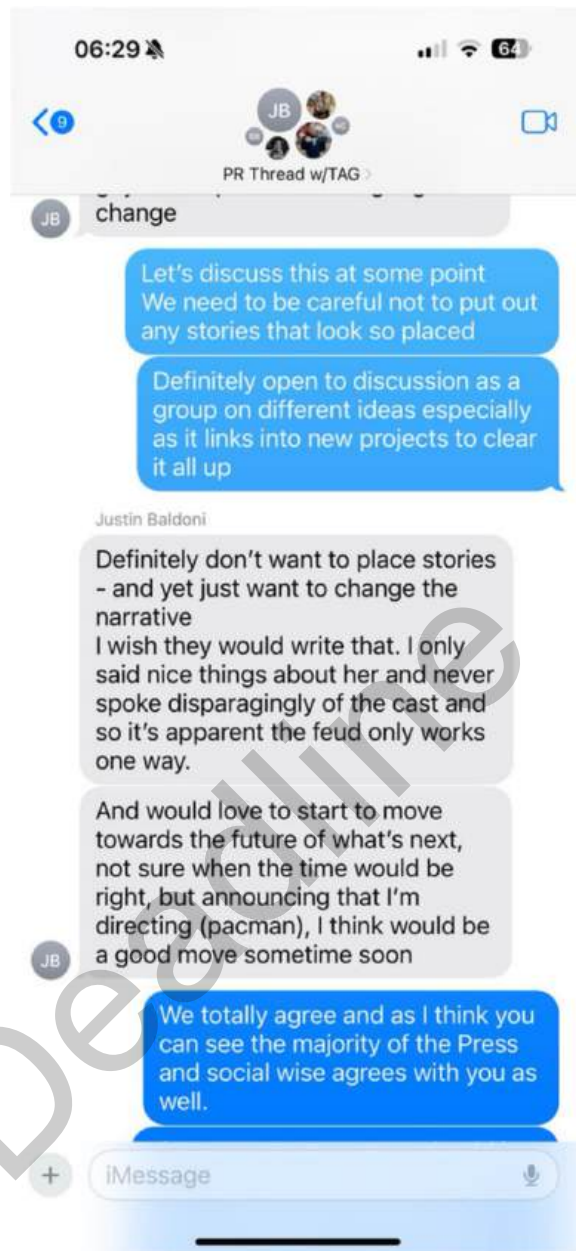 06:29
64
9
JB
PR Thread w/TAG
JB
change
Let's discuss this at some point
We need to be careful not to put out
any stories that look so placed
Definitely open to discussion as a
group on different ideas especially
as it links into new projects to clear
it all up
Justin Baldoni
Definitely don't want to place stories
- and yet just want to change the
narrative
I wish they would write that. I only
said nice things about her and never
spoke disparagingly of the cast and
so it's apparent the feud only works
one way.
And would love to start to move
towards the future of what's next,
not sure when the time would be
right, but announcing that I'm
directing (pacman), I think would be
a good move sometime soon
JB
We totally agree and as I think you
can see the majority of the Press
and social wise agrees with you as
well.
iMessage
Deadline